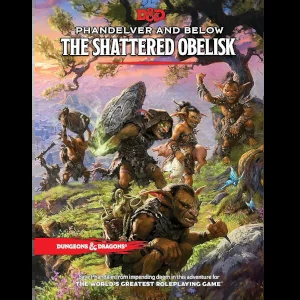 D&D
PHANDELVER AND BELOW
THE SHATTERED OBELISK
DUNGEONS & DRAGONS®
from impending doom in this adventure for
THE WORLD'S GREATEST ROLEPLAYING GAME